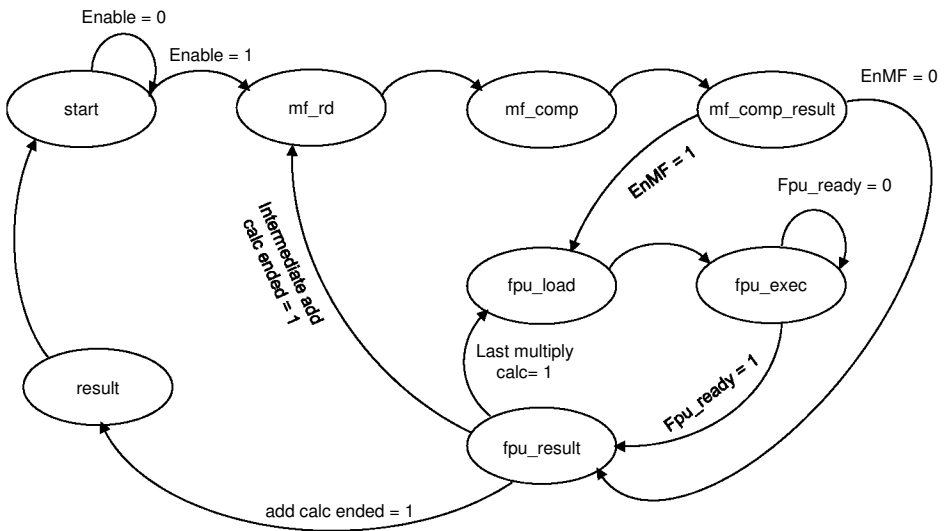 Enable = 0
Enable = 1
EnMF = 0
start
mf_rd
mf_comp
mf_comp_result
EnMF = 1
Fpu_ready = 0
Intermediate add
calc ended = 1
fpu_load
fpu_exec
Last multiply
calc= 1
Fpu_ready = 1
result
fpu_result
add calc ended = 1